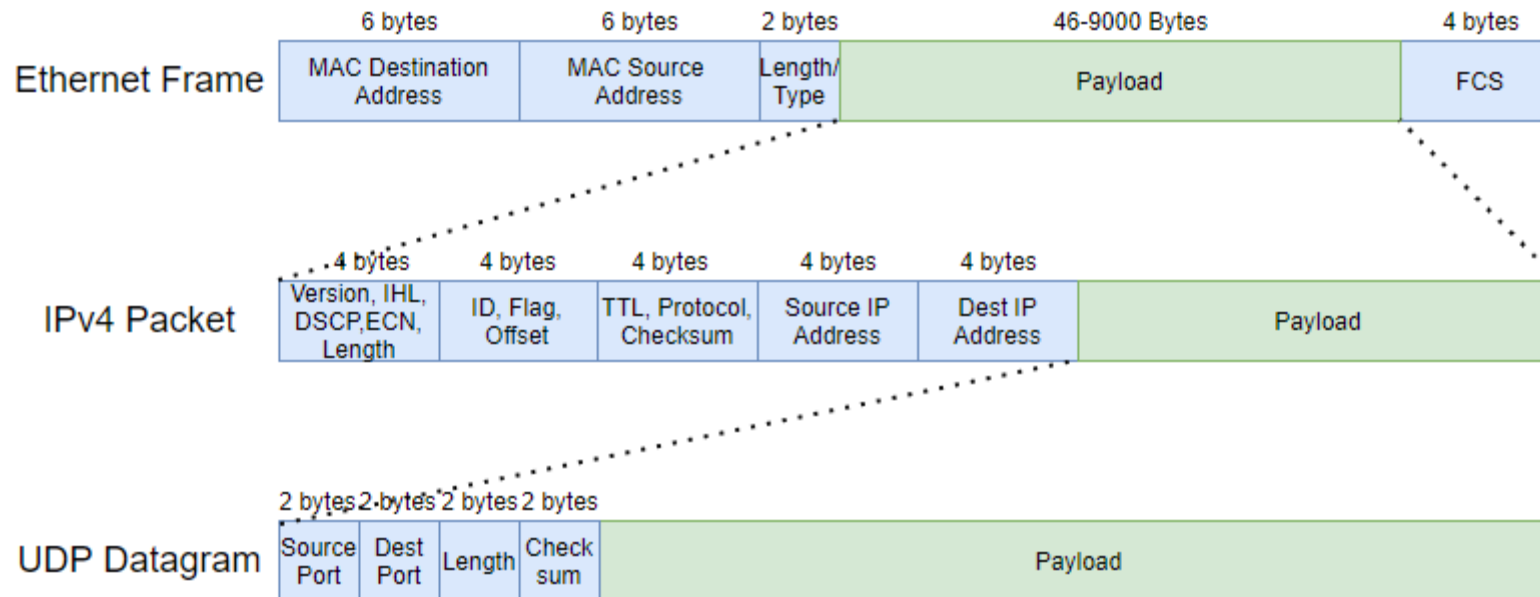 6 bytes 6 bytes 2 bytes 46-9000 Bytes 4 bytes
Ethernet Frame
MAC Destination
Address
MAC Source
Address
Length/
Type
Payload
FCS
4 bytes 4 bytes 4 bytes 4 bytes 4 bytes
IPv4 Packet
Version, IHL,
DSCP,ECN,
Length
ID, Flag,
Offset
TTL, Protocol,
Checksum
Source IP
Address
Dest IP
Address
Payload
2 bytes 2 bytes 2 bytes 2 bytes
UDP Datagram
Source
Port
Dest
Port
Length
Check
sum
Payload